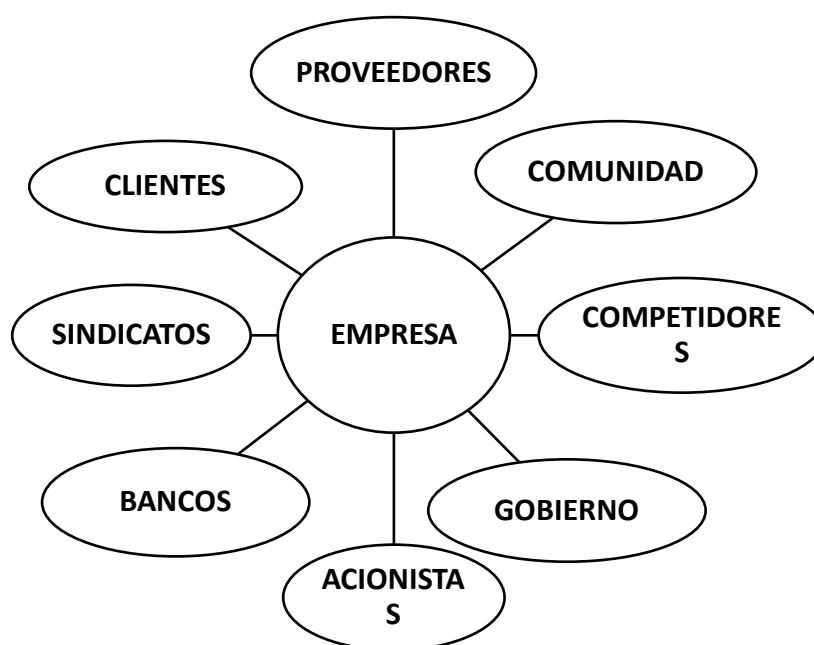 PROVEEDORES
CLIENTES
COMUNIDAD
SINDICATOS
EMPRESA
COMPETIDORE
S
BANCOS
GOBIERNO
ACIONISTA
S